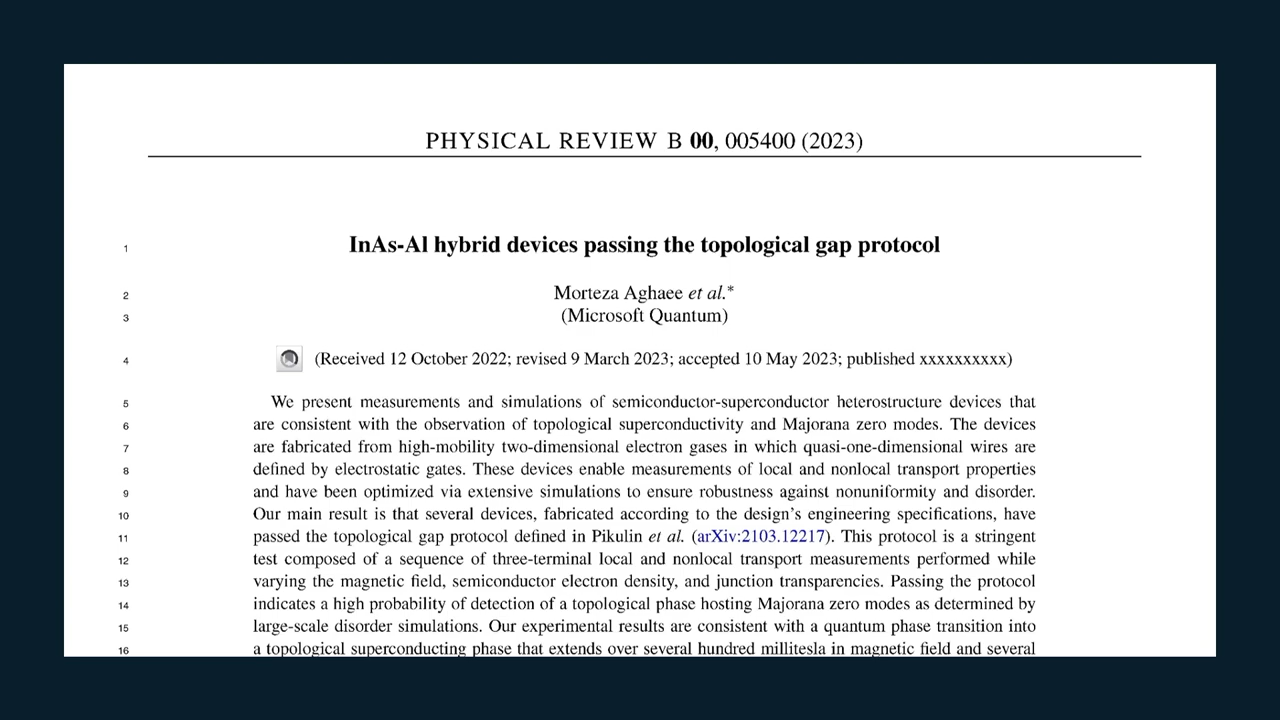 PHYSICAL REVIEW B 00, 005400 (2023)
1 InAs-Al hybrid devices passing the topological gap protocol
2 Morteza Aghaee et al.*
3 (Microsoft Quantum)
4 (Received 12 October 2022; revised 9 March 2023; accepted 10 May 2023; published xxxxxxxxxx)
5 We present measurements and simulations of semiconductor-superconductor heterostructure devices that
6 are consistent with the observation of topological superconductivity and Majorana zero modes. The devices
7 are fabricated from high-mobility two-dimensional electron gases in which quasi-one-dimensional wires are
8 defined by electrostatic gates. These devices enable measurements of local and nonlocal transport properties
9 and have been optimized via extensive simulations to ensure robustness against nonuniformity and disorder.
10 Our main result is that several devices, fabricated according to the design's engineering specifications, have
11 passed the topological gap protocol defined in Pikulin et al. (arXiv:2103.12217). This protocol is a stringent
12 test composed of a sequence of three-terminal local and nonlocal transport measurements performed while
13 varying the magnetic field, semiconductor electron density, and junction transparencies. Passing the protocol
14 indicates a high probability of detection of a topological phase hosting Majorana zero modes as determined by
15 large-scale disorder simulations. Our experimental results are consistent with a quantum phase transition into
16 a topological superconducting phase that extends over several hundred millitesla in magnetic field and several